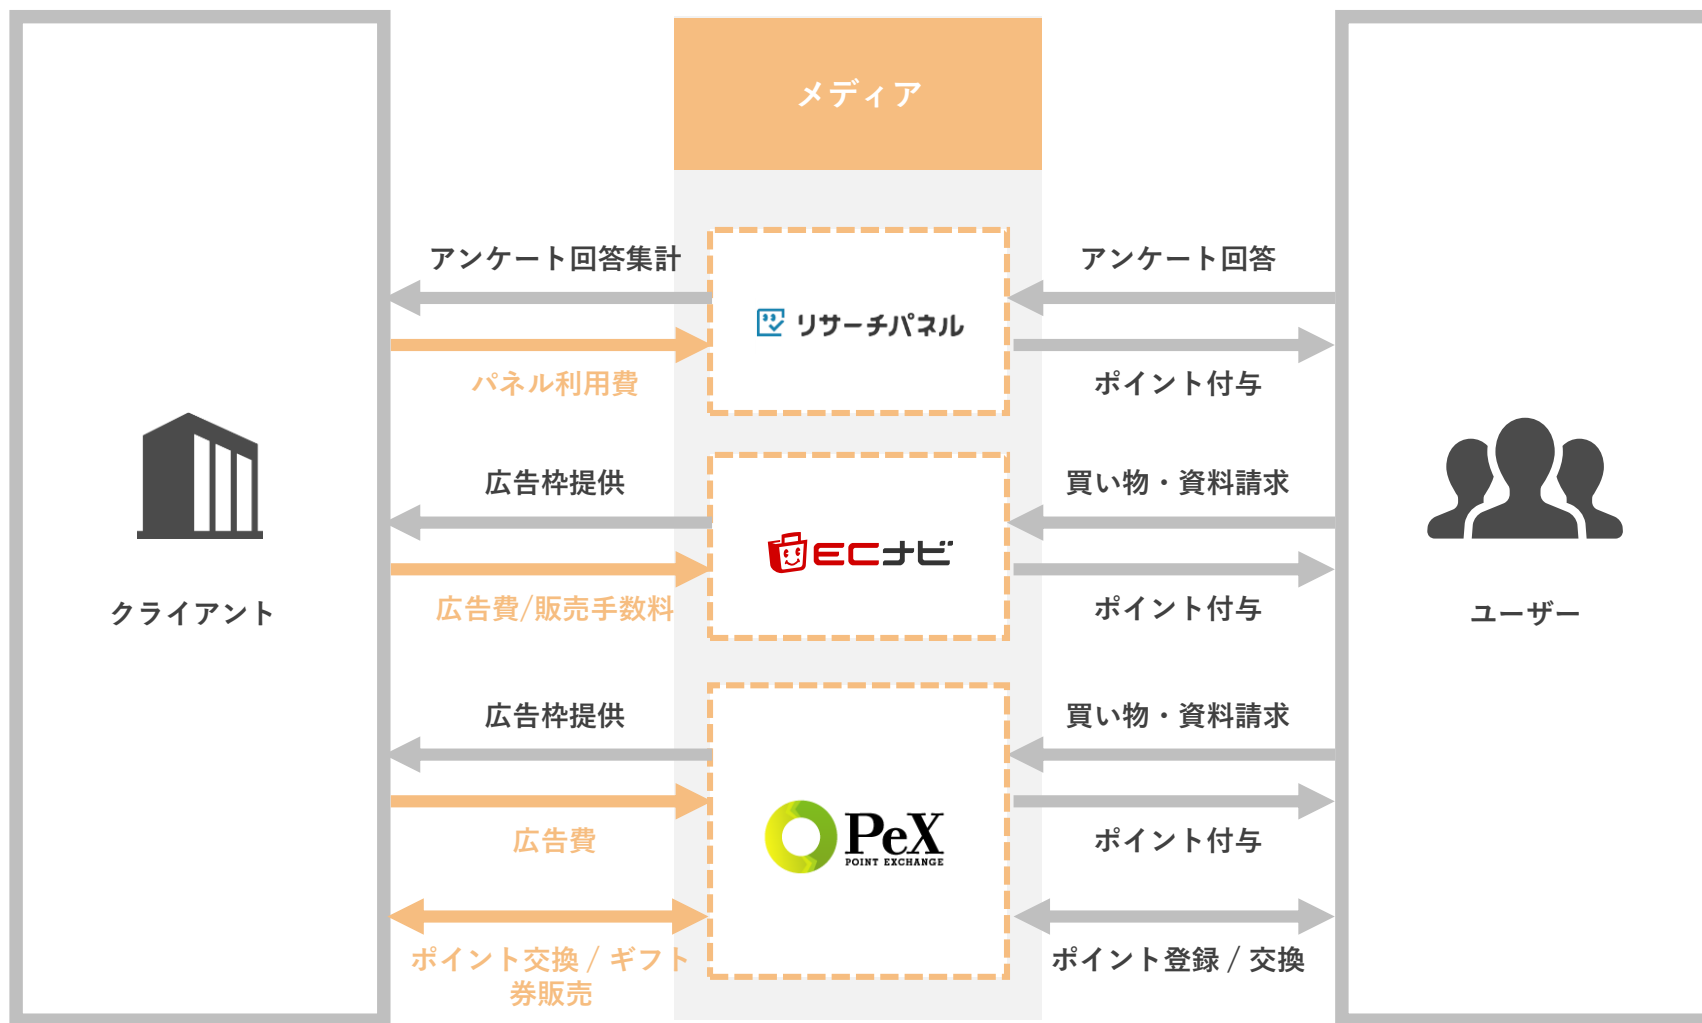 メディア
アンケート回答集計
アンケート回答
リサーチパネル
パネル利用費
ポイント付与
広告枠提供
買い物・資料請求
ECナビ
広告費/販売手数料
ポイント付与
クライアント
ユーザー
広告枠提供
買い物・資料請求
PeX
POINT EXCHANGE
広告費
ポイント付与
ポイント交換 / ギフト
券販売
ポイント登録 / 交換